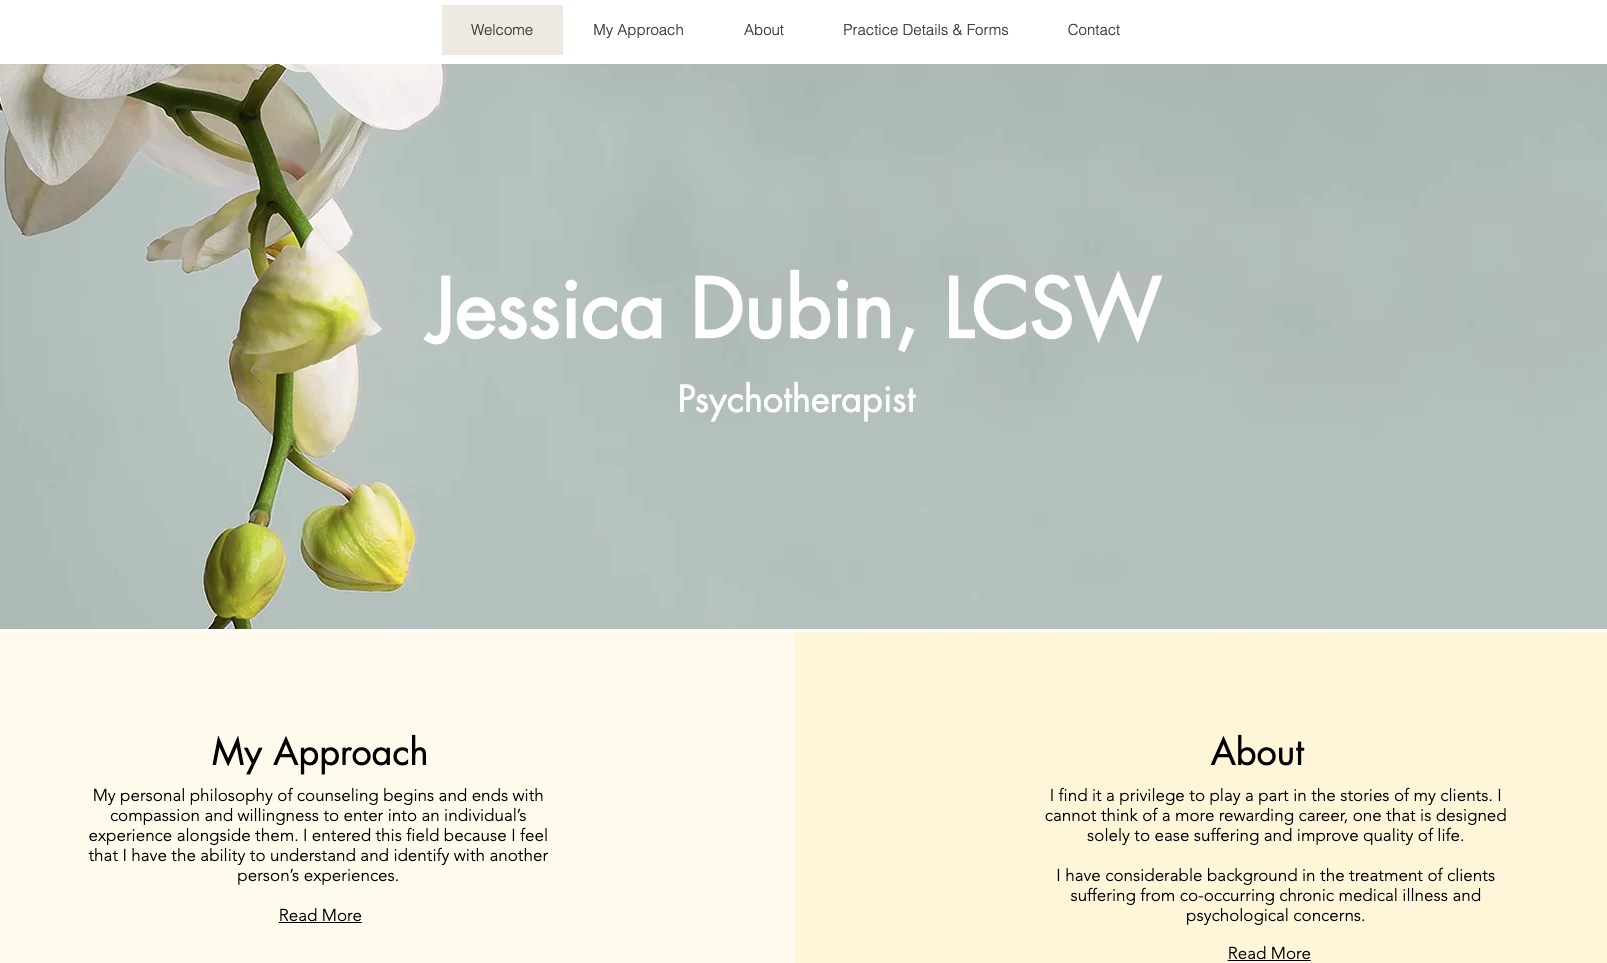 Welcome
My Approach
About
Practice Details & Forms
Contact
Jessica Dubin, LCSW
Psychotherapist
My Approach
My personal philosophy of counseling begins and ends with
compassion and willingness to enter into an individual's
experience alongside them. I entered this field because I feel
that I have the ability to understand and identify with another
person's experiences.
Read More
About
I find it a privilege to play a part in the stories of my clients. I
cannot think of a more rewarding career, one that is designed
solely to ease suffering and improve quality of life.
I have considerable background in the treatment of clients
suffering from co-occurring chronic medical illness and
psychological concerns.
Read More